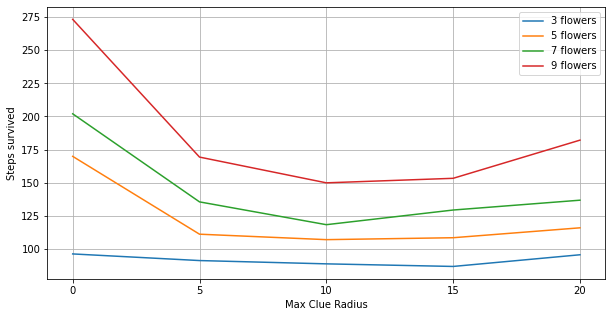 275
250
225
200
175
150
125
100
Steps survived
3 flowers
5 flowers
7 flowers
9 flowers
0 5 10 15 20
Max Clue Radius